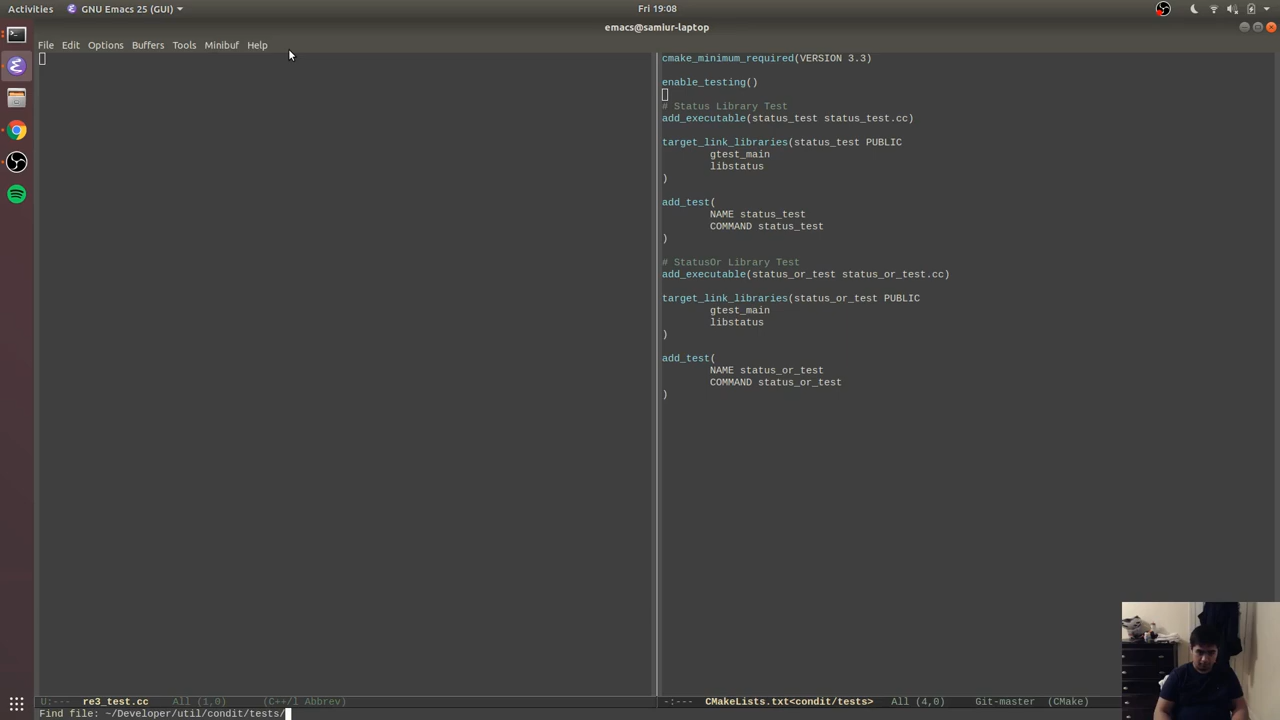 Activities GNU Emacs 25 (GUI) Fri 19:08
emacs@samiur-laptop
File Edit Options Buffers Tools Minibuf Help
cmake_minimum_required(VERSION 3.3)
enable_testing()
# Status Library Test
add_executable(status_test status_test.cc)
target_link_libraries(status_test PUBLIC
gtest_main
libstatus
)
add_test(
NAME status_test
COMMAND status_test
)
# StatusOr Library Test
add_executable(status_or_test status_or_test.cc)
target_link_libraries(status_or_test PUBLIC
gtest_main
libstatus
)
add_test(
NAME status_or_test
COMMAND status_or_test
)
U:--- re3_test.cc All (1,0) (C++/l Abbrev)
-:--- CMakeLists.txt<condit/tests> All (4,0) Git-master (CMake)
Find file: ~/Developer/util/condit/tests/